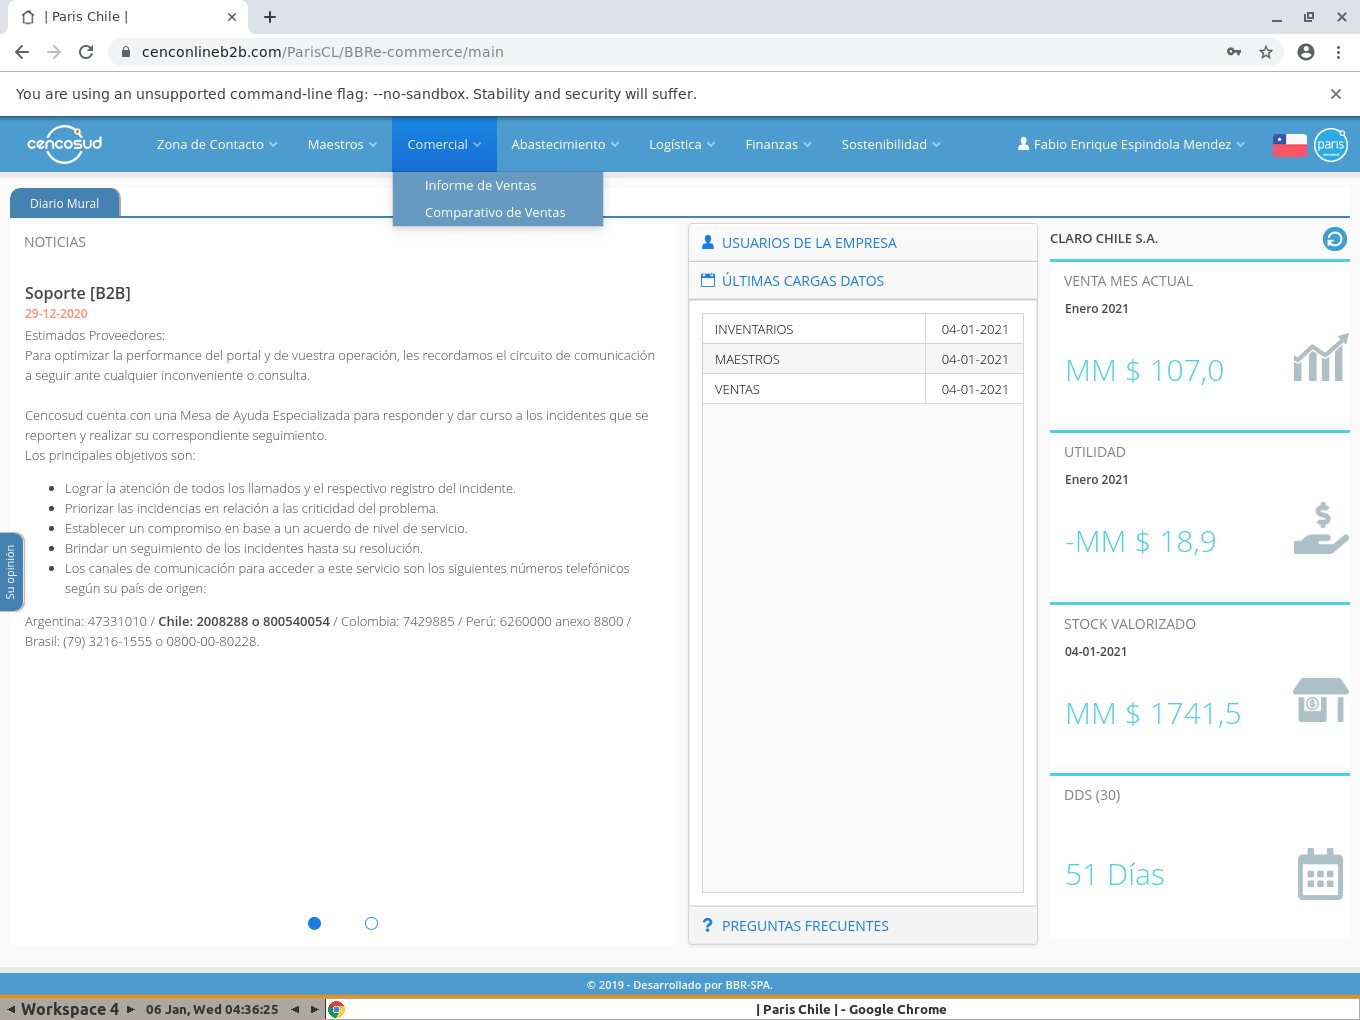 | Paris Chile |
cenconlineb2b.com/ParisCL/BBRe-commerce/main
You are using an unsupported command-line flag: --no-sandbox. Stability and security will suffer.
cencosud
Zona de Contacto
Maestros
Comercial
Abastecimiento
Logística
Finanzas
Sostenibilidad
Fabio Enrique Espindola Mendez
paris
cencosud
Informe de Ventas
Comparativo de Ventas
Diario Mural
NOTICIAS
Soporte [B2B]
29-12-2020
Estimados Proveedores:
Para optimizar la performance del portal y de vuestra operación, les recordamos el circuito de comunicación
a seguir ante cualquier inconveniente o consulta.
Cencosud cuenta con una Mesa de Ayuda Especializada para responder y dar curso a los incidentes que se
reporten y realizar su correspondiente seguimiento.
Los principales objetivos son:
Lograr la atención de todos los llamados y el respectivo registro del incidente.
Priorizar las incidencias en relación a las criticidad del problema.
Establecer un compromiso en base a un acuerdo de nivel de servicio.
Brindar un seguimiento de los incidentes hasta su resolución.
Los canales de comunicación para acceder a este servicio son los siguientes números telefónicos
según su país de origen:
Argentina: 47331010 / Chile: 2008288 o 800540054 / Colombia: 7429885 / Perú: 6260000 anexo 8800 /
Brasil: (79) 3216-1555 o 0800-00-80228.
Su opinión
USUARIOS DE LA EMPRESA
ÚLTIMAS CARGAS DATOS
INVENTARIOS 04-01-2021
MAESTROS 04-01-2021
VENTAS 04-01-2021
PREGUNTAS FRECUENTES
CLARO CHILE S.A.
VENTA MES ACTUAL
Enero 2021
MM $ 107,0
UTILIDAD
Enero 2021
-MM $ 18,9
STOCK VALORIZADO
04-01-2021
MM $ 1741,5
DDS (30)
51 Días
© 2019 - Desarrollado por BBR-SPA.
Workspace 4
06 Jan, Wed 04:36:25
| Paris Chile | - Google Chrome